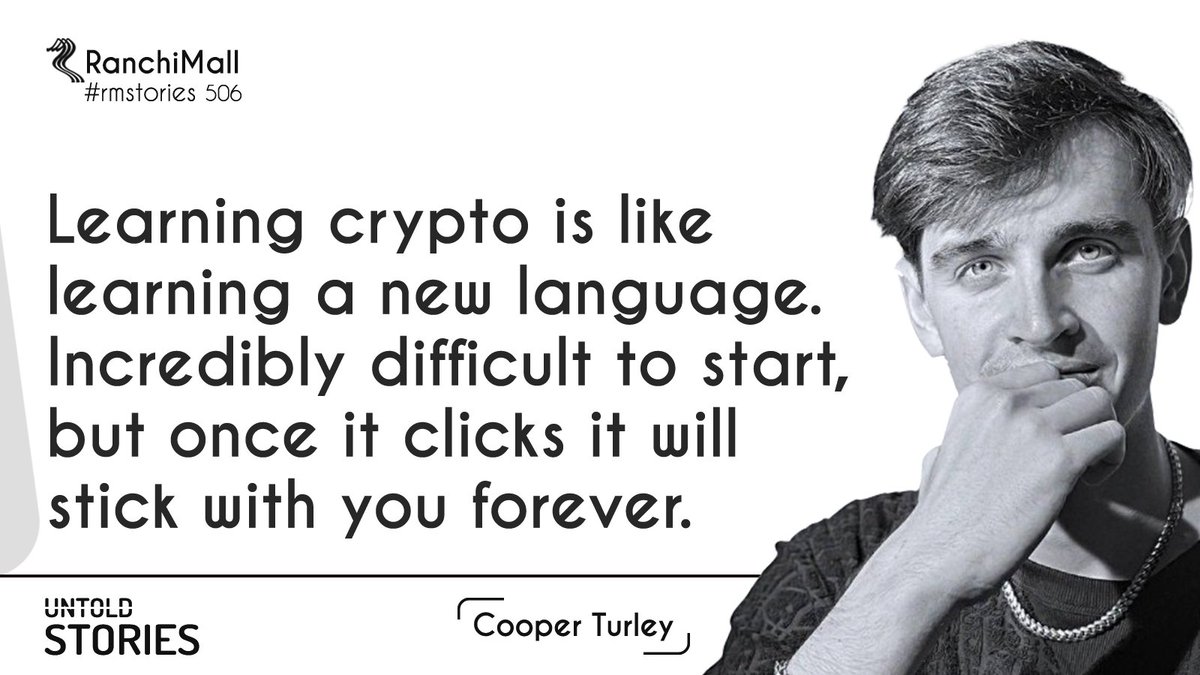 RanchiMall
#rmstories 506
Learning crypto is like
learning a new language.
Incredibly difficult to start,
but once it clicks it will
stick with you forever.
UNTOLD
STORIES
Cooper Turley